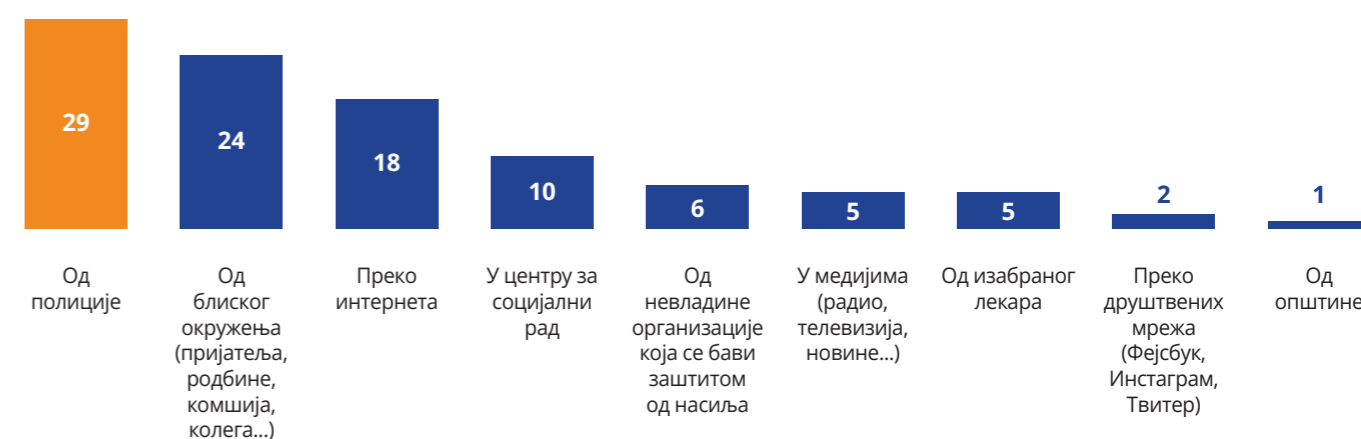 29
24
18
10
6
5
5
2
1
Од
полиције
Од
блиског
окружења
(пријатеља,
родбине,
комшија,
колега...)
Преко
интернета
У центру за
социјални
рад
Од
невладине
организације
која се бави
заштитом
од насиља
У медијима
(радио,
телевизија,
новине...)
Од изабраног
лекара
Преко
друштвених
мрежа
(Фејсбук,
Инстаграм,
Твитер)
Од
општине